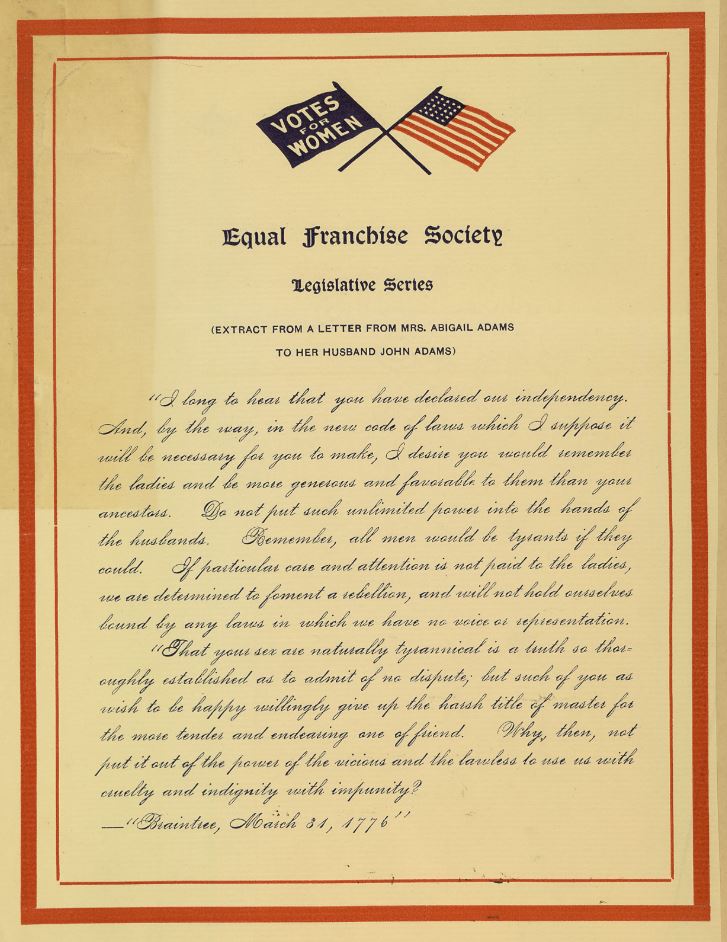 VOTES
FOR
WOMEN
Equal Franchise Society
Legislative Series
(EXTRACT FROM A LETTER FROM MRS. ABIGAIL ADAMS
TO HER HUSBAND JOHN ADAMS)
"I long to hear that you have declared our independency.
And, by the way, in the new code of laws which I suppose it
will be necessary for you to make, I desire you would remember
the ladies and be more generous and favorable to them than your
ancestors. Do not put such unlimited power into the hands of
the husbands. Remember, all men would be tyrants if they
could. If particular care and attention is not paid to the ladies,
we are determined to foment a rebellion, and will not hold ourselves
bound by any laws in which we have no voice or representation.
"That your sex are naturally tyrannical is a truth so thor-
oughly established as to admit of no dispute; but such of you as
wish to be happy willingly give up the harsh title of master for
the more tender and endearing one of friend. Why, then, not
put it out of the power of the vicious and the lawless to use us with
cruelty and indignity with impunity?
—"Braintree, March 31, 1776"